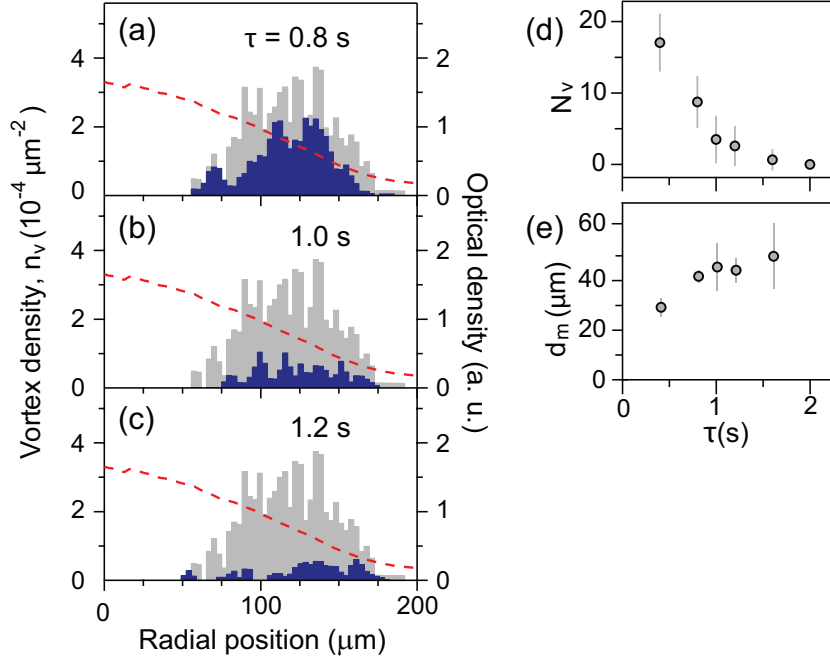 (a)
τ = 0.8 s
4
2
0
2
1
0
(b)
1.0 s
4
2
0
2
1
0
(c)
1.2 s
4
2
0
2
1
0
Vortex density, nᵥ (10⁻⁴ μm⁻²)
Optical density (a. u.)
0
100
200
Radial position (μm)
(d)
20
10
0
Nᵥ
(e)
60
40
20
0
dₘ (μm)
0
1
2
τ(s)